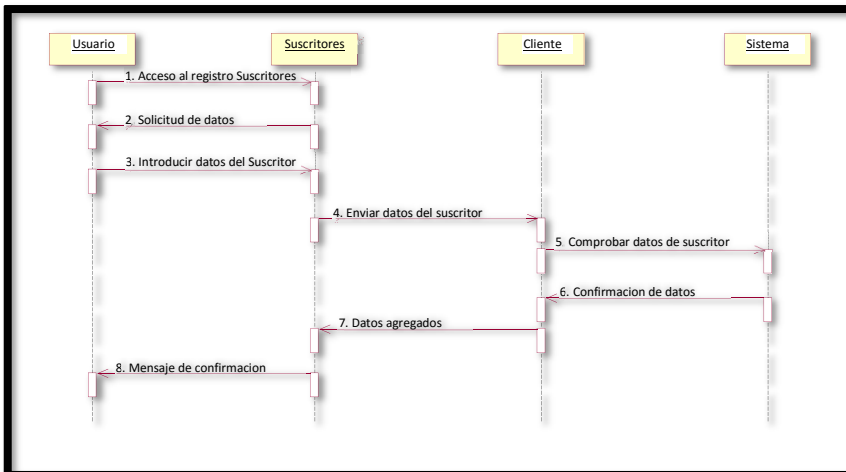 Usuario
Suscritores
Cliente
Sistema
1. Acceso al registro Suscritores
2. Solicitud de datos
3. Introducir datos del Suscritor
4. Enviar datos del suscritor
5. Comprobar datos de suscritor
6. Confirmacion de datos
7. Datos agregados
8. Mensaje de confirmacion